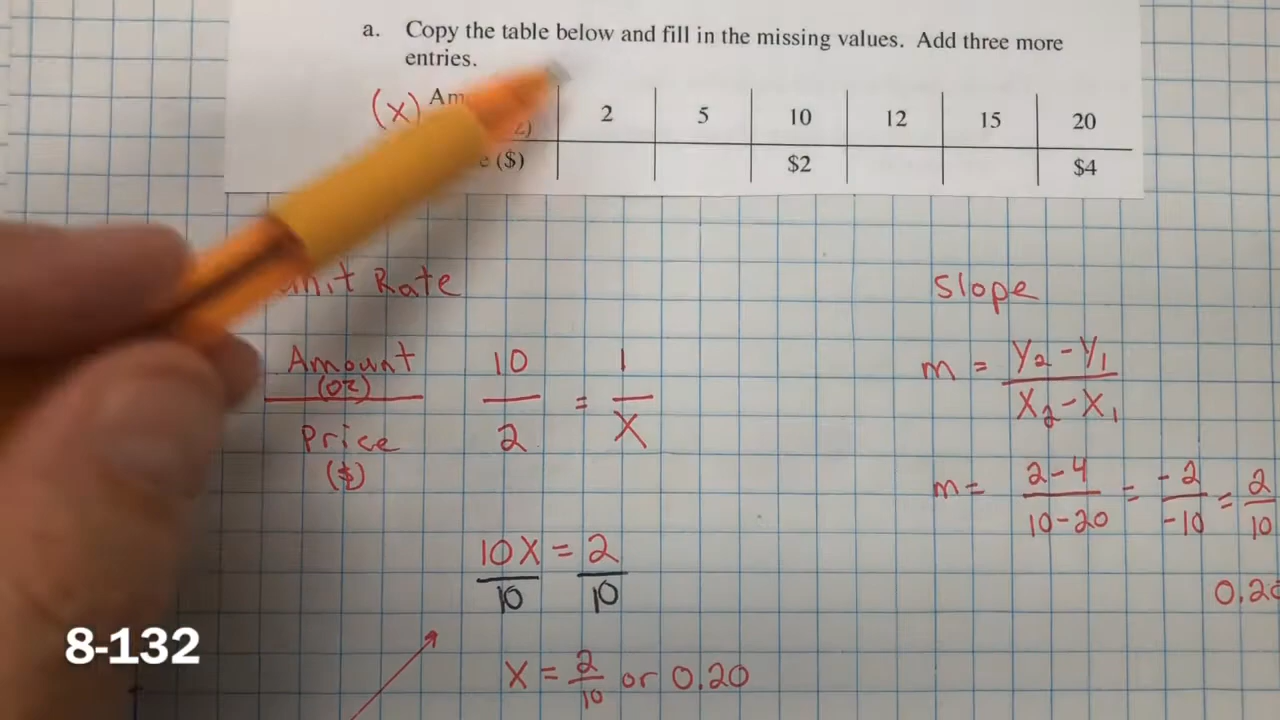 a. Copy the table below and fill in the missing values. Add three more
entries.
(x) 2 5 10 12 15 20
($) $2 $4
Unit Rate
Slope
Amount
(oz)
Price
($)
10 / 2 = 1 / X
m = Y₂ - Y₁ / X₂ - X₁
m = 2-4 / 10-20 = -2 / -10 = 2 / 10
10X / 10 = 2 / 10
X = 2/10 or 0.20
8-132